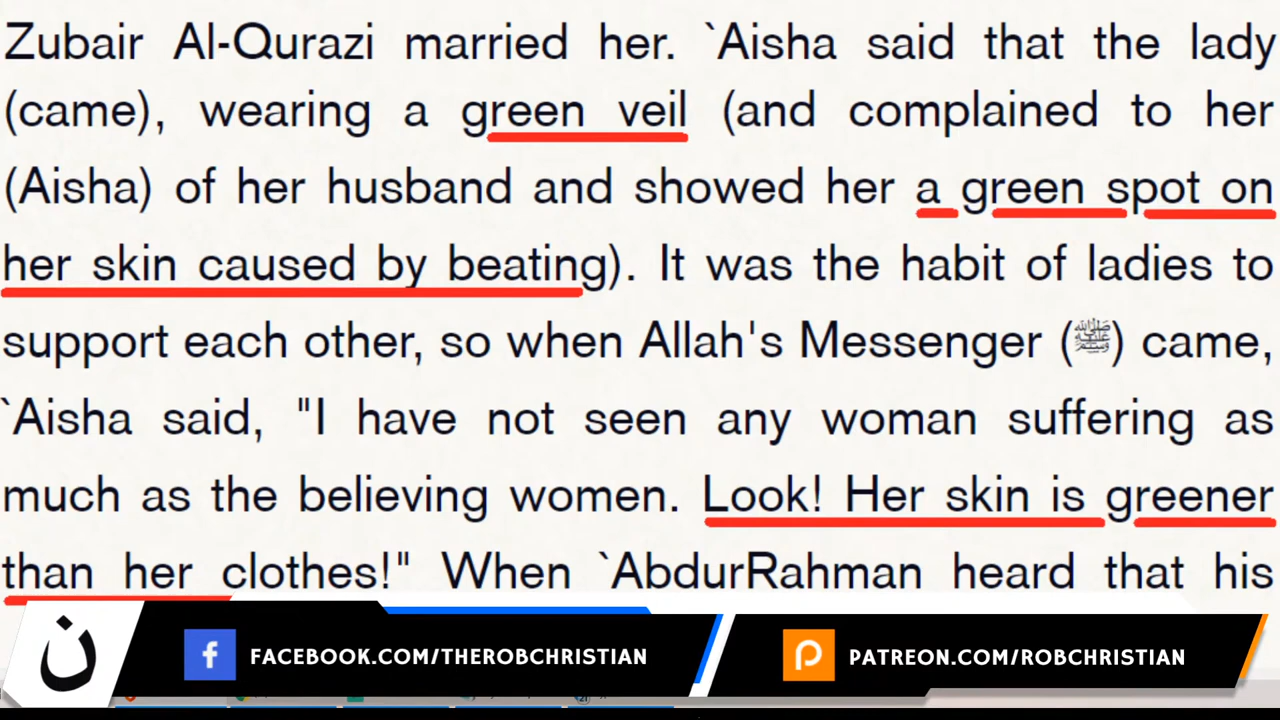 Zubair Al-Qurazi married her. `Aisha said that the lady
(came), wearing a green veil (and complained to her
(Aisha) of her husband and showed her a green spot on
her skin caused by beating). It was the habit of ladies to
support each other, so when Allah's Messenger (ﷺ) came,
`Aisha said, "I have not seen any woman suffering as
much as the believing women. Look! Her skin is greener
than her clothes!" When `AbdurRahman heard that his
ن
f FACEBOOK.COM/THEROBCHRISTIAN
PATREON.COM/ROBCHRISTIAN